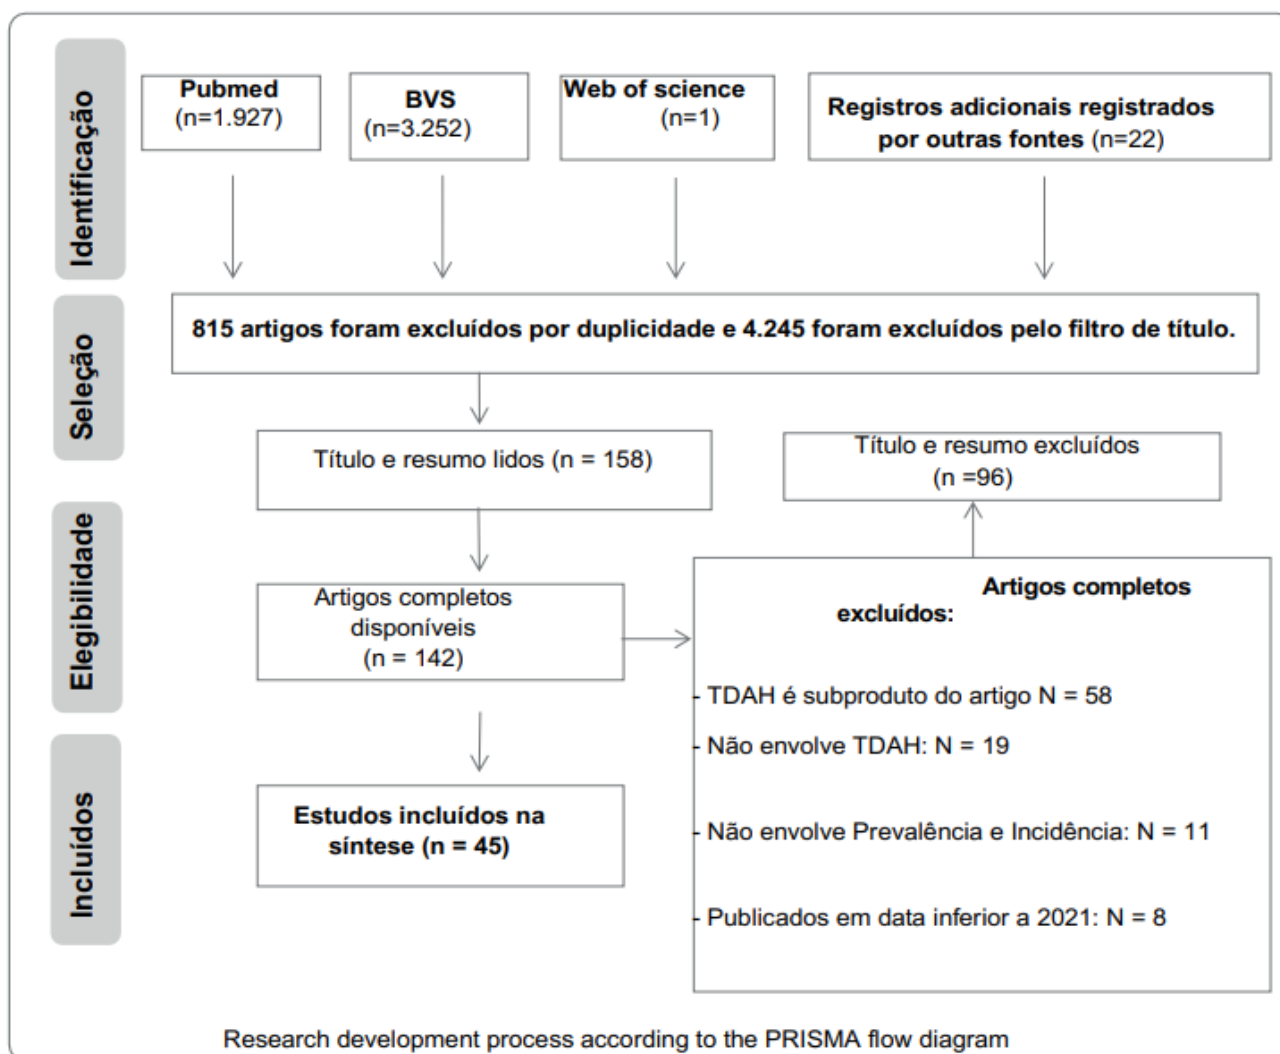 Identificação
Pubmed
(n=1.927)
BVS
(n=3.252)
Web of science
(n=1)
Registros adicionais registrados
por outras fontes (n=22)
Seleção
815 artigos foram excluídos por duplicidade e 4.245 foram excluídos pelo filtro de título.
Título e resumo lidos (n = 158)
Título e resumo excluídos
(n =96)
Elegibilidade
Artigos completos
disponíveis
(n = 142)
Artigos completos
excluídos:
- TDAH é subproduto do artigo N = 58
- Não envolve TDAH: N = 19
- Não envolve Prevalência e Incidência: N = 11
- Publicados em data inferior a 2021: N = 8
Incluídos
Estudos incluídos na
síntese (n = 45)
Research development process according to the PRISMA flow diagram